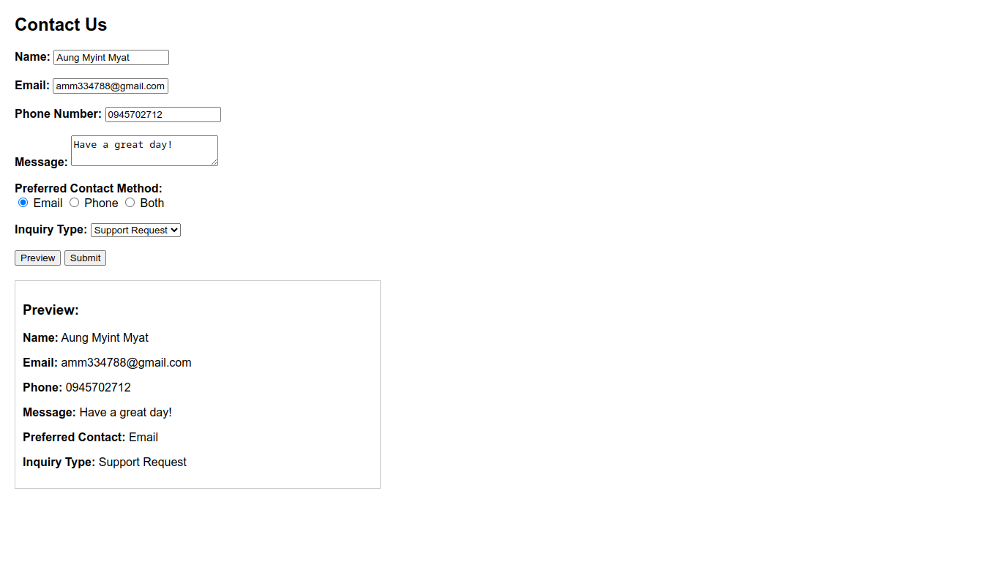 Contact Us
Name: Aung Myint Myat
Email: amm334788@gmail.com
Phone Number: 0945702712
Message: Have a great day!
Preferred Contact Method:
Email Phone Both
Inquiry Type: Support Request
Preview Submit
Preview:
Name: Aung Myint Myat
Email: amm334788@gmail.com
Phone: 0945702712
Message: Have a great day!
Preferred Contact: Email
Inquiry Type: Support Request